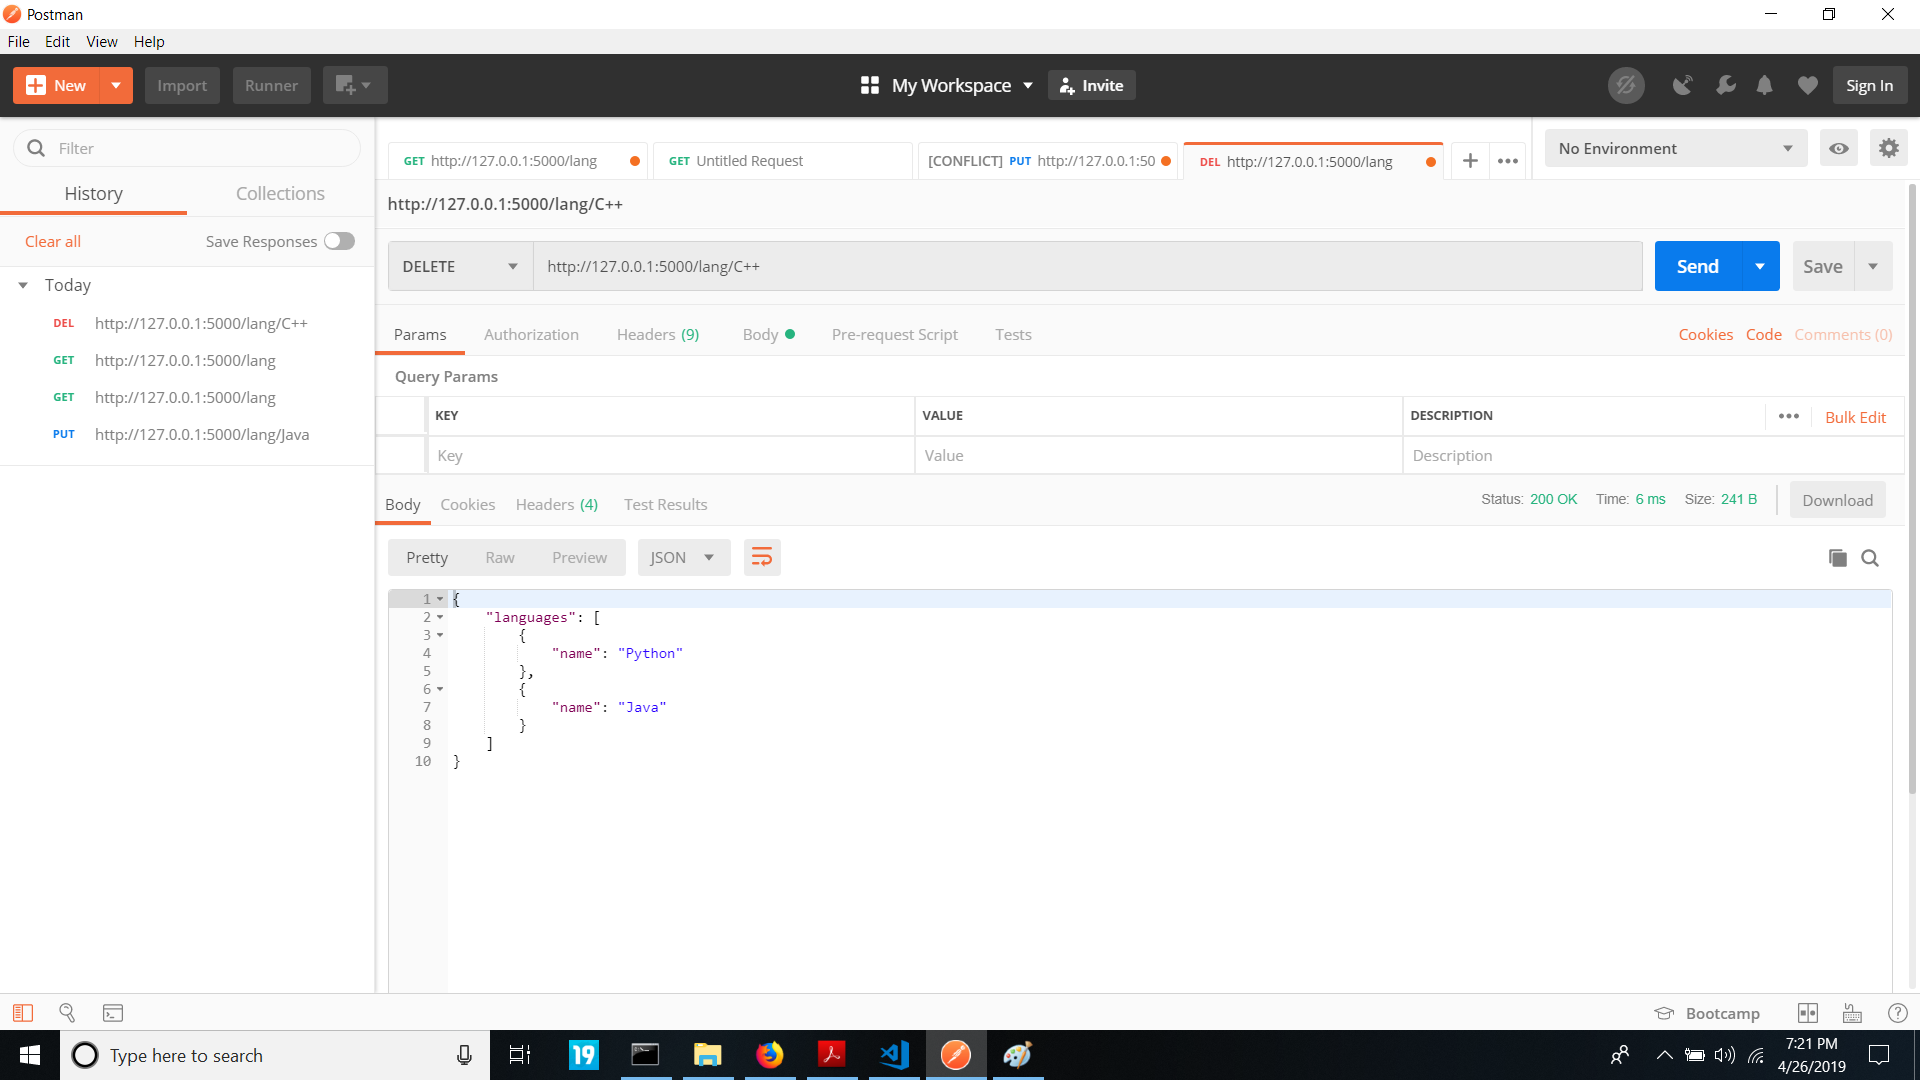 Postman
File Edit View Help
New Import Runner My Workspace Invite Sign In
Filter
History Collections
Clear all Save Responses
Today
DEL http://127.0.0.1:5000/lang/C++
GET http://127.0.0.1:5000/lang
GET http://127.0.0.1:5000/lang
PUT http://127.0.0.1:5000/lang/Java
GET http://127.0.0.1:5000/lang GET Untitled Request [CONFLICT] PUT http://127.0.0.1:50 DEL http://127.0.0.1:5000/lang + ••• No Environment
http://127.0.0.1:5000/lang/C++
DELETE http://127.0.0.1:5000/lang/C++ Send Save
Params Authorization Headers (9) Body Pre-request Script Tests Cookies Code Comments (0)
Query Params
KEY VALUE DESCRIPTION ••• Bulk Edit
Key Value Description
Body Cookies Headers (4) Test Results Status: 200 OK Time: 6 ms Size: 241 B Download
Pretty Raw Preview JSON
1 {
2 "languages": [
3 {
4 "name": "Python"
5 },
6 {
7 "name": "Java"
8 }
9 ]
10 }
Bootcamp
Type here to search
19
7:21 PM
4/26/2019